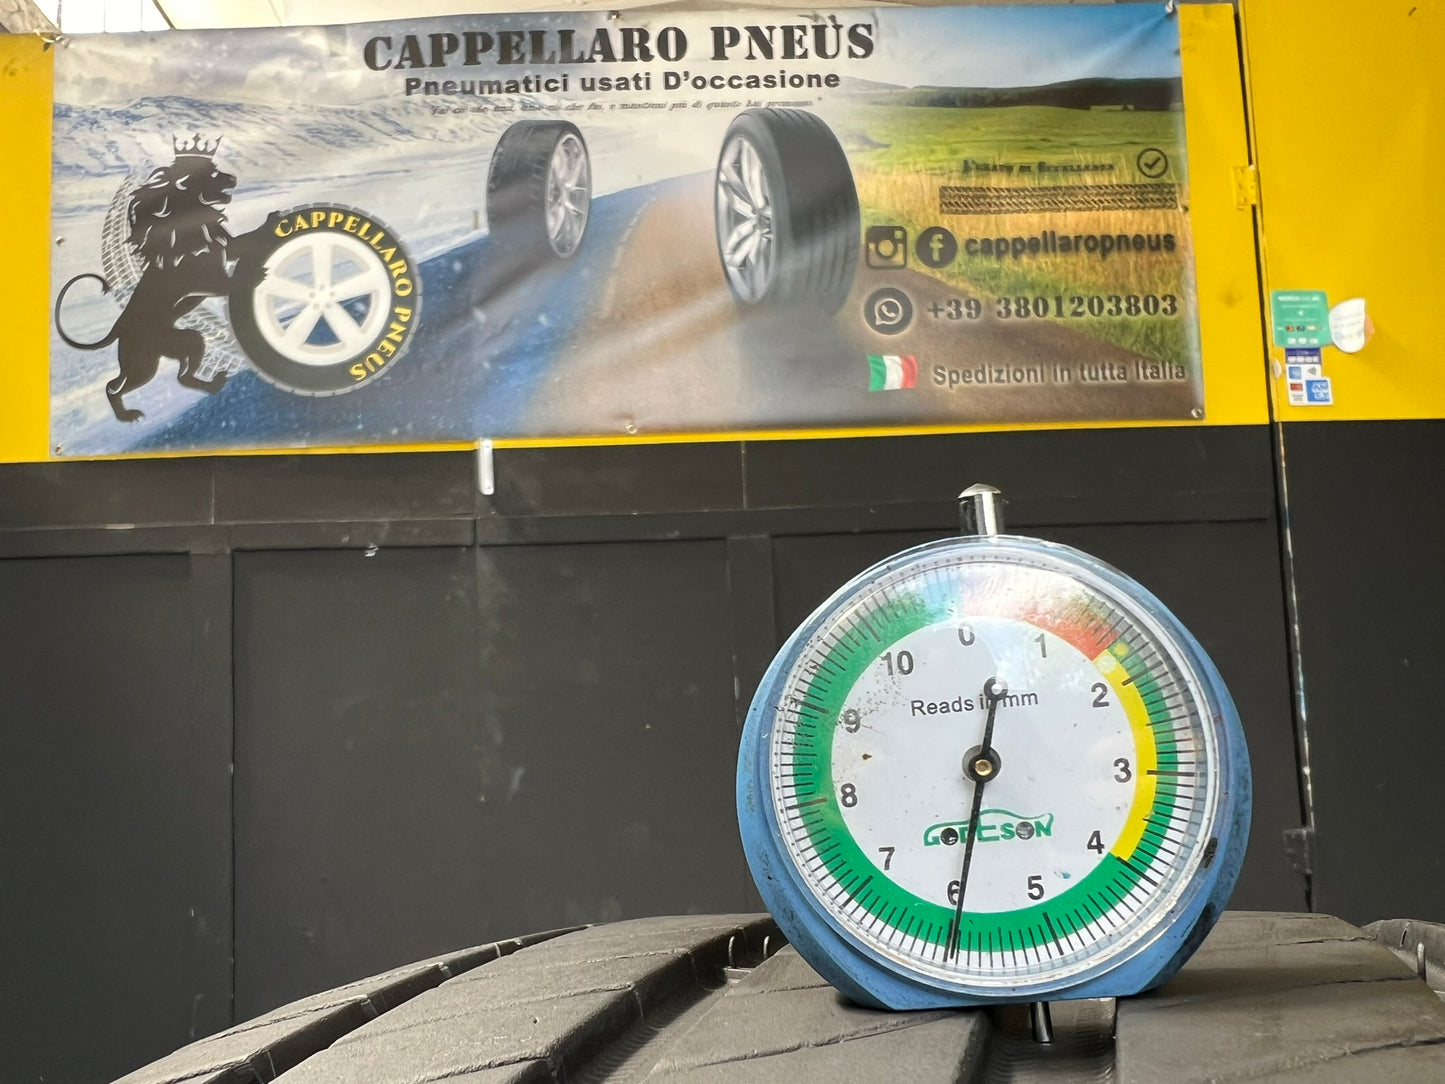 CAPPELLARO PNEUS
Pneumatici usati D'occasione
CAPPELLARO PNEUS
cappellaropneus
+39 3801203803
Spedizioni in tutta Italia
0
1
2
3
4
5
6
7
8
9
10
Reads in mm
GODESON